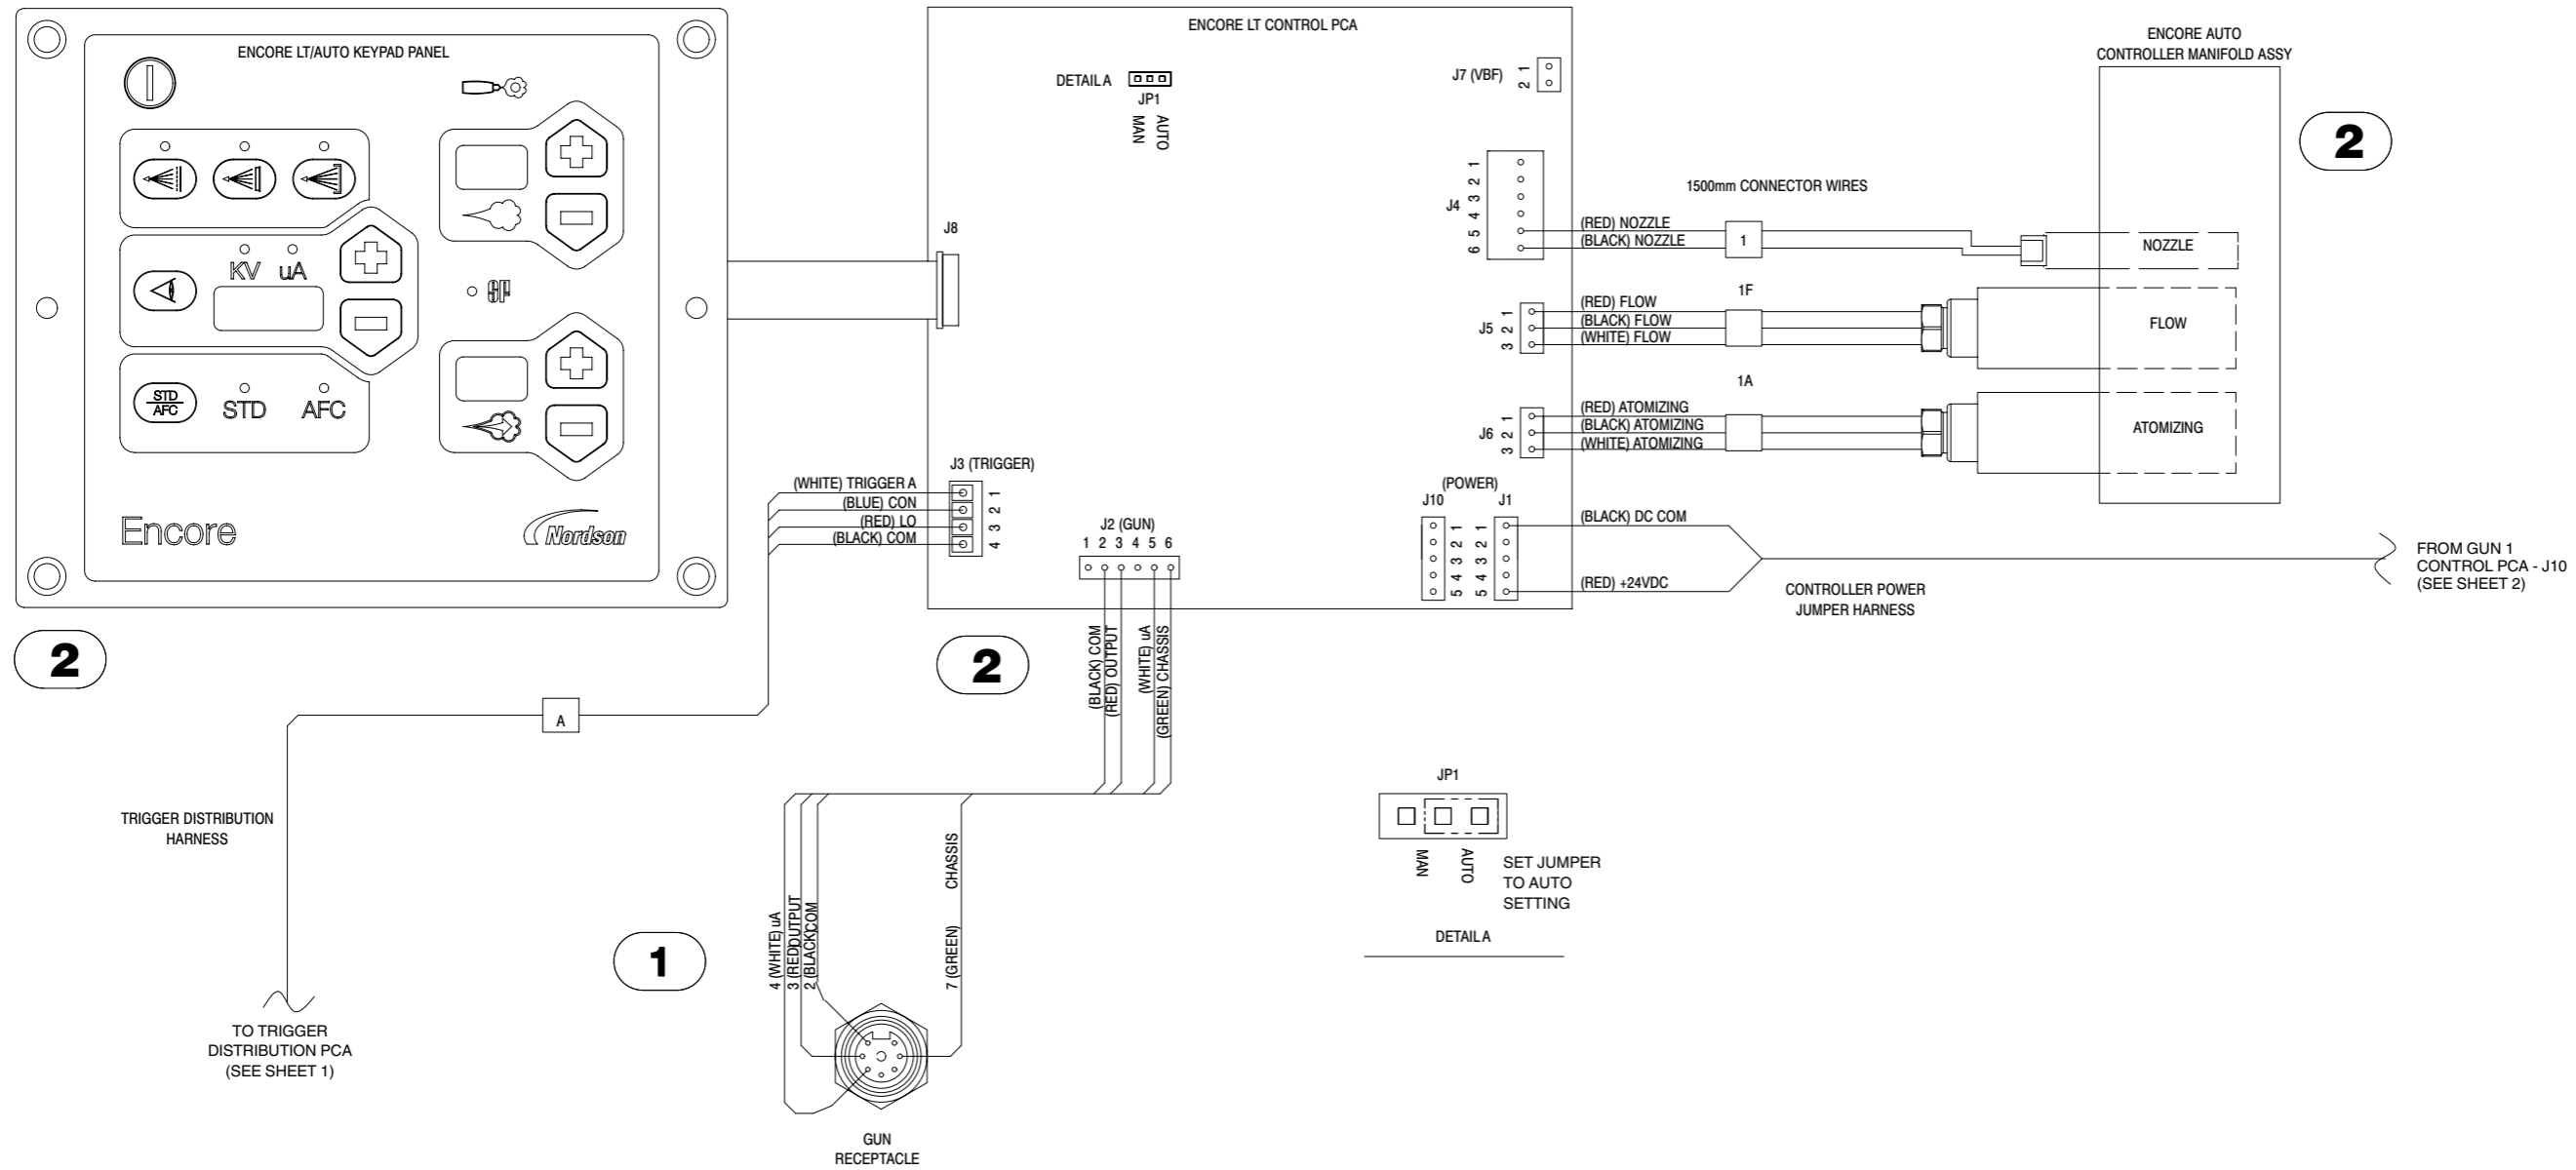 ENCORE LT/AUTO KEYPAD PANEL
KV uA
SF
STD
AFC
STD AFC
Encore
Nordson
2
ENCORE LT CONTROL PCA
DETAIL A
JP1
MAN
AUTO
J7 (VBF)
1
2
J8
J4
1
2
3
4
5
6
1500mm CONNECTOR WIRES
(RED) NOZZLE
(BLACK) NOZZLE
1
J5
1
2
3
(RED) FLOW
(BLACK) FLOW
(WHITE) FLOW
1F
J6
1
2
3
(RED) ATOMIZING
(BLACK) ATOMIZING
(WHITE) ATOMIZING
1A
ENCORE AUTO
CONTROLLER MANIFOLD ASSY
NOZZLE
FLOW
ATOMIZING
2
(POWER)
J10
J1
1
2
3
4
5
1
2
3
4
5
(BLACK) DC COM
(RED) +24VDC
CONTROLLER POWER
JUMPER HARNESS
FROM GUN 1
CONTROL PCA - J10
(SEE SHEET 2)
J3 (TRIGGER)
(WHITE) TRIGGER A
(BLUE) CON
(RED) LO
(BLACK) COM
1
2
3
4
J2 (GUN)
1 2 3 4 5 6
(BLACK) COM
(RED) OUTPUT
(WHITE) uA
(GREEN) CHASSIS
2
A
TRIGGER DISTRIBUTION
HARNESS
TO TRIGGER
DISTRIBUTION PCA
(SEE SHEET 1)
1
4 (WHITE) uA
3 (RED)OUTPUT
2 (BLACK)COM
7 (GREEN) CHASSIS
GUN
RECEPTACLE
JP1
MAN
AUTO
SET JUMPER
TO AUTO
SETTING
DETAIL A